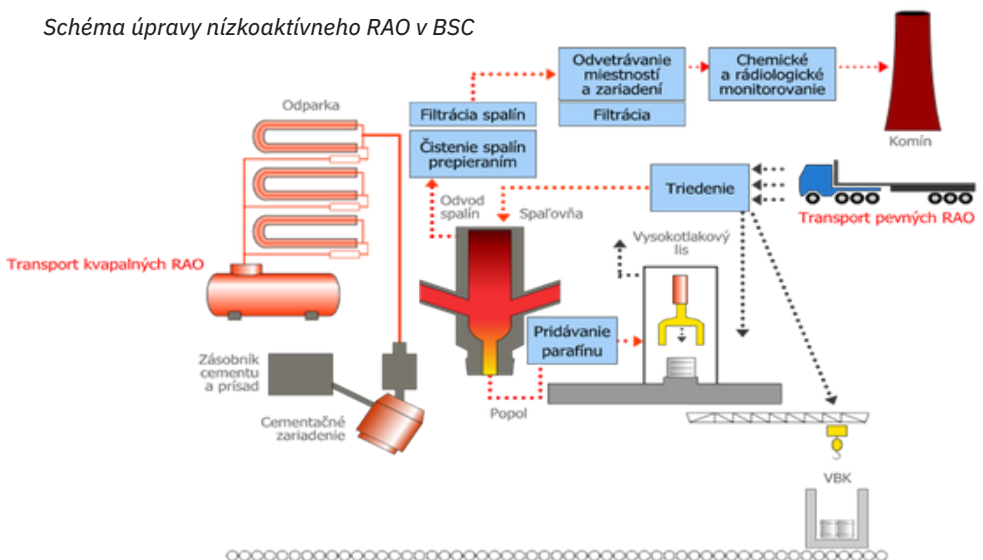 Schéma úpravy nízkoaktívneho RAO v BSC
Odvetrávanie
miestností
a zariadení
Filtrácia
Chemické
a rádiologické
monitorovanie
Komín
Odparka
Filtrácia spalín
Čistenie spalín
prepieraním
Triedenie
Transport pevných RAO
Odvod
spalín
Spaľovňa
Vysokotlakový
lis
Transport kvapalných RAO
Pridávanie
parafínu
Zásobník
cementu
a prísad
Popol
Cementačné
zariadenie
VBK